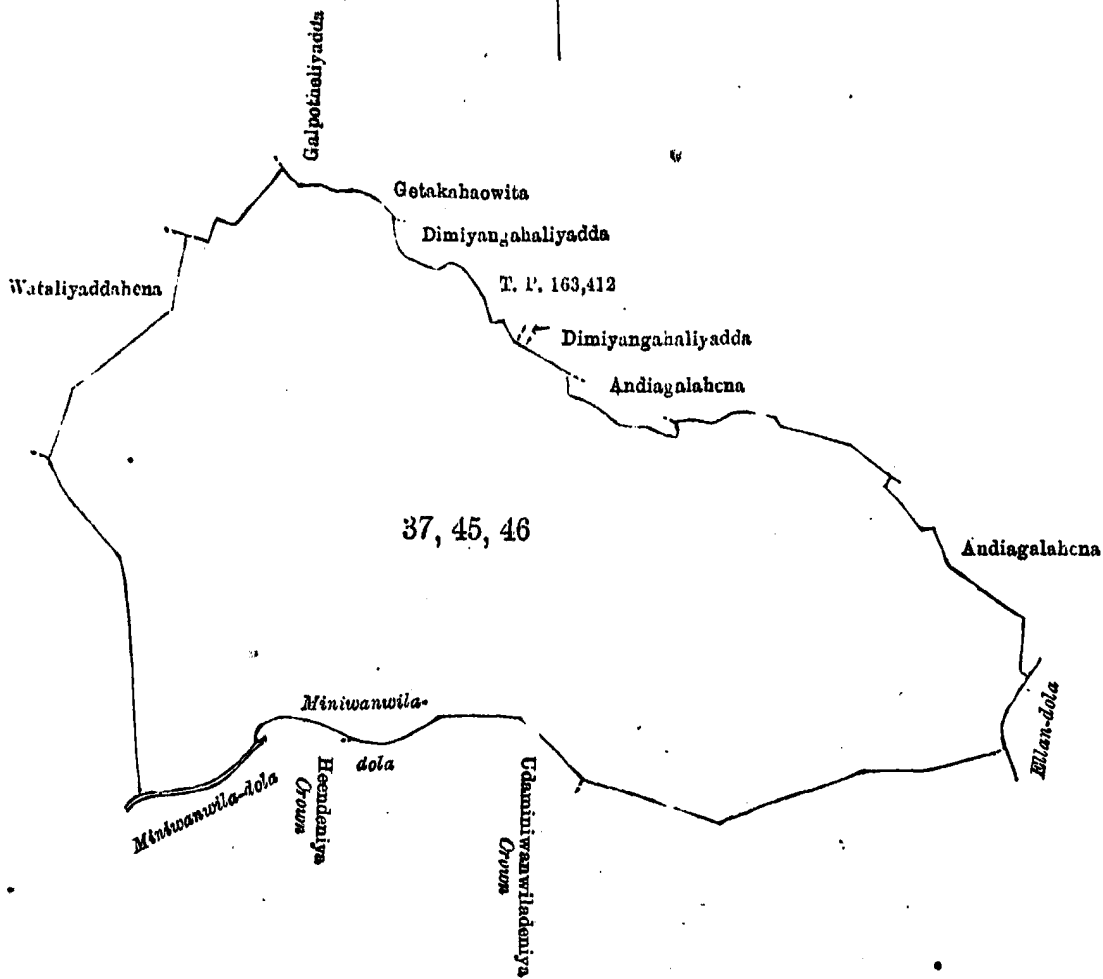 Galpotheliyadda
Getakahaowita
Dimiyangahaliyadda
Wataliyaddahena
T. P. 163,412
Dimiyangahaliyadda
Andiagalahena
37, 45, 46
Andiagalahena
Miniwanwila-
dola
Ellan-dola
Miniwanwila-dola
Heendeniya
Crown
Udaminiwanwiladeniya
Crown